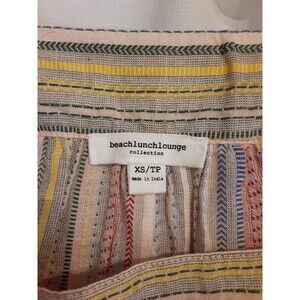 beachlunchlounge
collection
XS/TP
Made in India